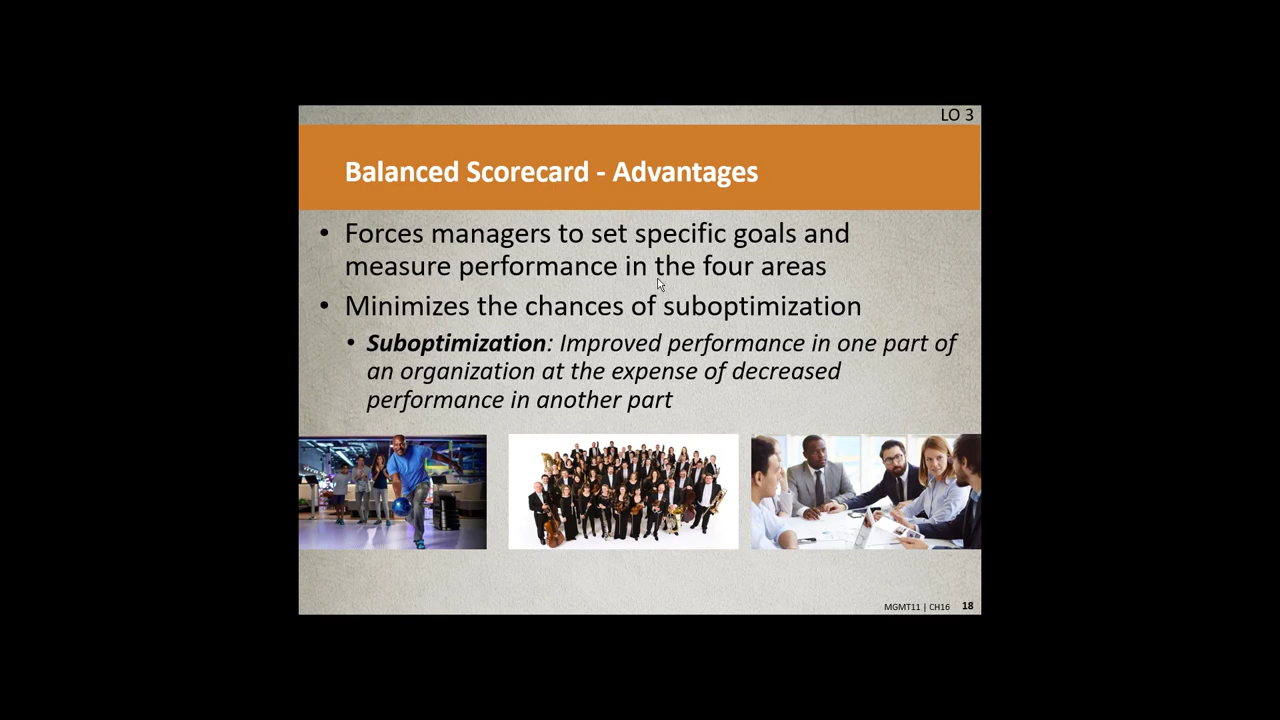 LO 3
Balanced Scorecard - Advantages
• Forces managers to set specific goals and
measure performance in the four areas
• Minimizes the chances of suboptimization
• Suboptimization: Improved performance in one part of
an organization at the expense of decreased
performance in another part
MGMT11 | CH16 18